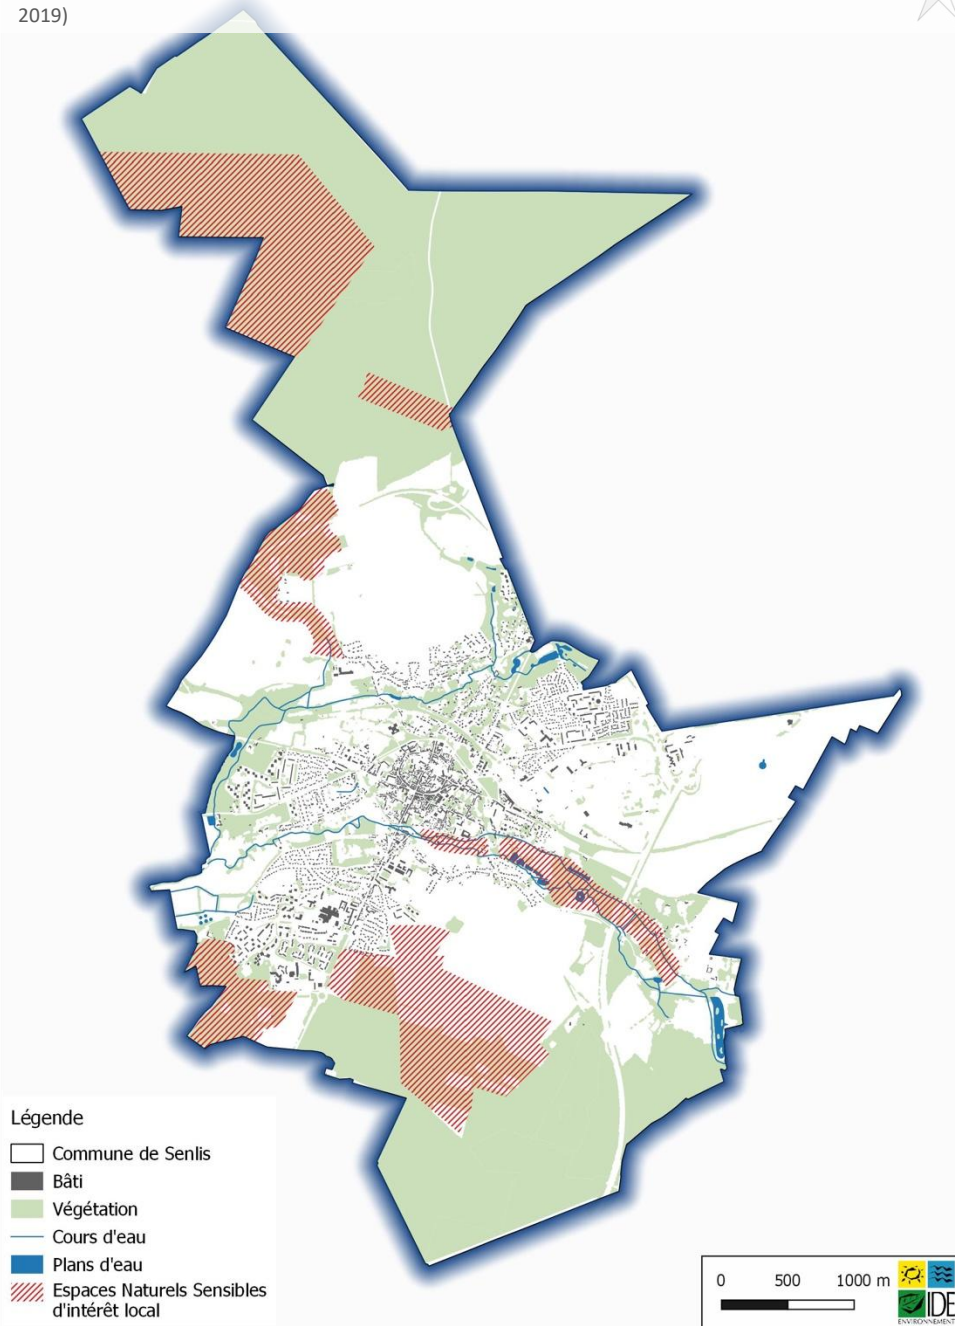 2019)
Légende
Commune de Senlis
Bâti
Végétation
Cours d'eau
Plans d'eau
Espaces Naturels Sensibles
d'intérêt local
0 500 1000 m
IDE
ENVIRONNEMENT